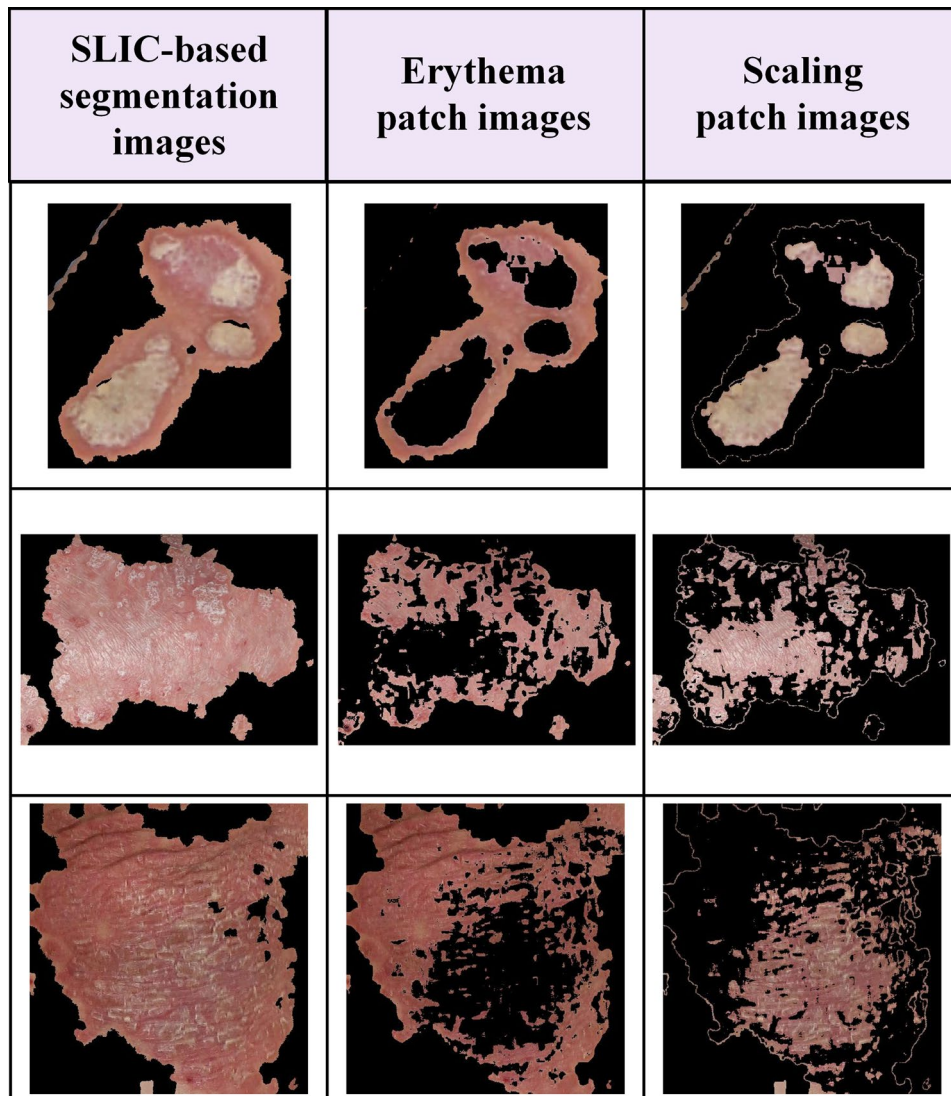 SLIC-based
segmentation
images
Erythema
patch images
Scaling
patch images